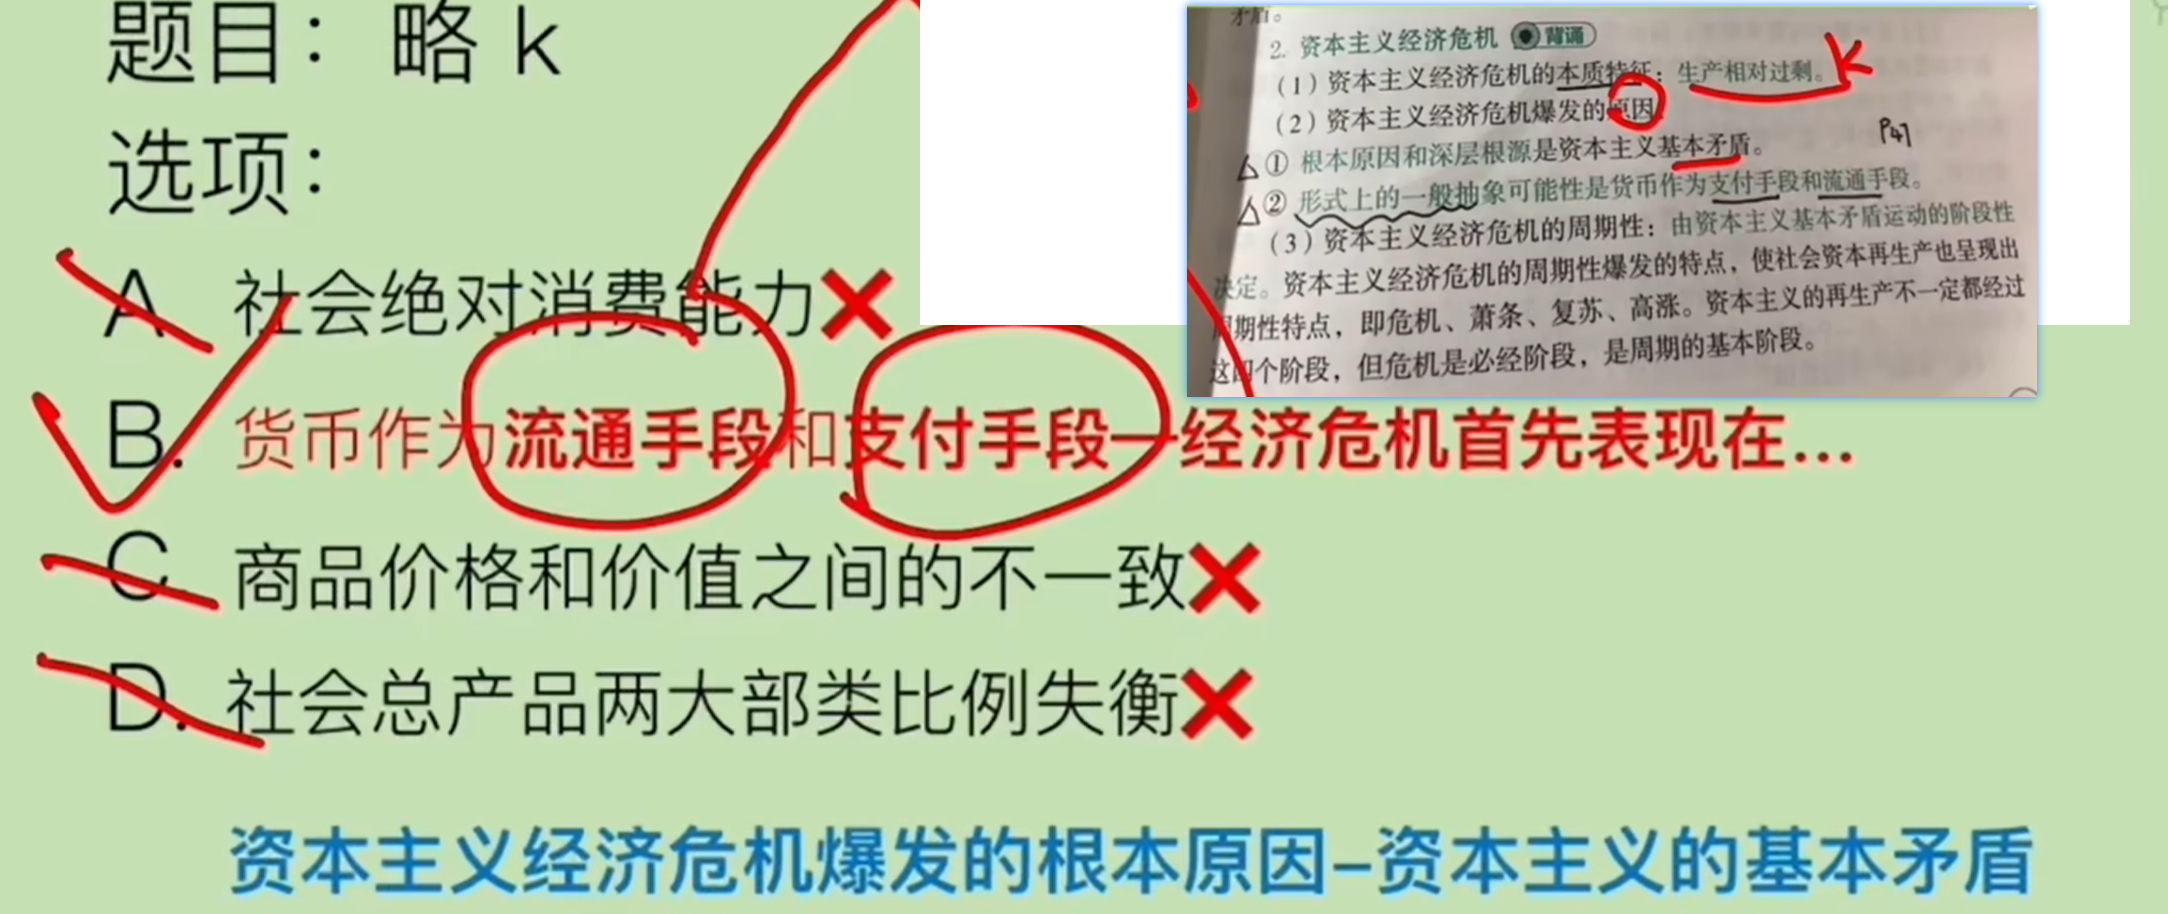 题目：略 k
选项：
A. 社会绝对消费能力❌
B. 货币作为流通手段和支付手段—经济危机首先表现在...
C. 商品价格和价值之间的不一致❌
D. 社会总产品两大部类比例失衡❌
资本主义经济危机爆发的根本原因–资本主义的基本矛盾
矛盾。
2. 资本主义经济危机 背诵
（1）资本主义经济危机的本质特征：生产相对过剩。 K
（2）资本主义经济危机爆发的原因
△① 根本原因和深层根源是资本主义基本矛盾。 P41
△② 形式上的一般抽象可能性是货币作为支付手段和流通手段。
（3）资本主义经济危机的周期性：由资本主义基本矛盾运动的阶段性
决定。资本主义经济危机的周期性爆发的特点，使社会资本再生产也呈现出
周期性特点，即危机、萧条、复苏、高涨。资本主义的再生产不一定都经过
这四个阶段，但危机是必经阶段，是周期的基本阶段。